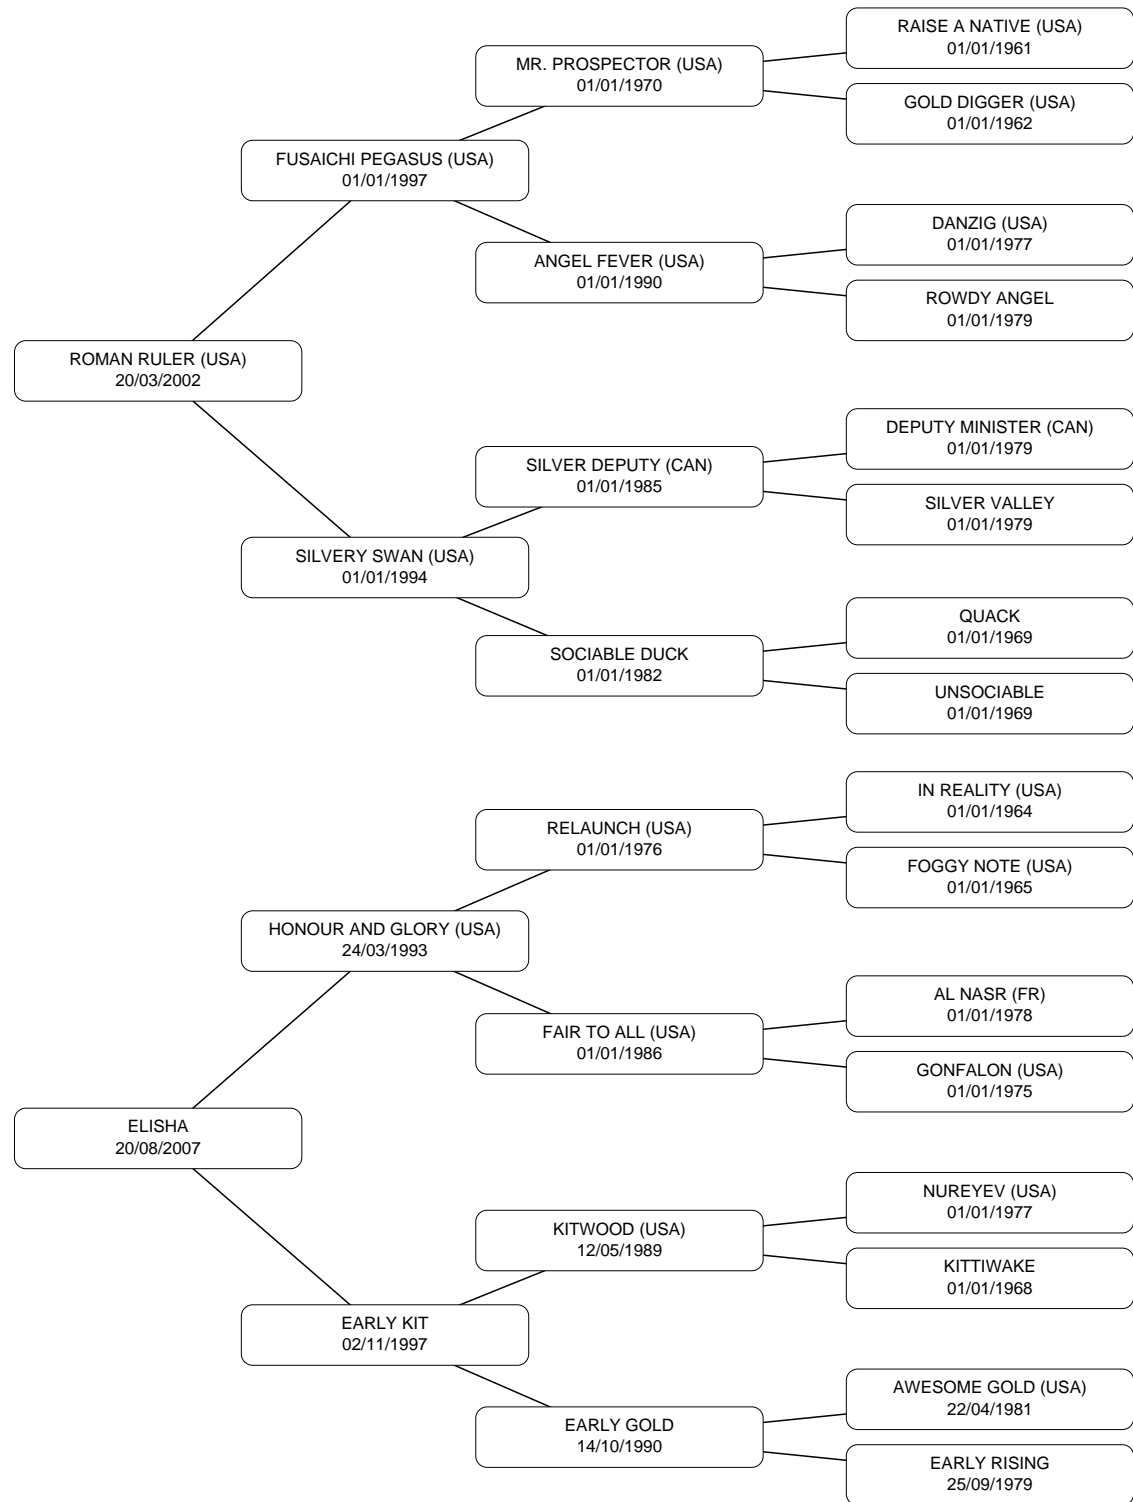 RAISE A NATIVE (USA)
01/01/1961
MR. PROSPECTOR (USA)
01/01/1970
GOLD DIGGER (USA)
01/01/1962
FUSAICHI PEGASUS (USA)
01/01/1997
DANZIG (USA)
01/01/1977
ANGEL FEVER (USA)
01/01/1990
ROWDY ANGEL
01/01/1979
ROMAN RULER (USA)
20/03/2002
DEPUTY MINISTER (CAN)
01/01/1979
SILVER DEPUTY (CAN)
01/01/1985
SILVER VALLEY
01/01/1979
SILVERY SWAN (USA)
01/01/1994
QUACK
01/01/1969
SOCIABLE DUCK
01/01/1982
UNSOCIABLE
01/01/1969
IN REALITY (USA)
01/01/1964
RELAUNCH (USA)
01/01/1976
FOGGY NOTE (USA)
01/01/1965
HONOUR AND GLORY (USA)
24/03/1993
AL NASR (FR)
01/01/1978
FAIR TO ALL (USA)
01/01/1986
GONFALON (USA)
01/01/1975
ELISHA
20/08/2007
NUREYEV (USA)
01/01/1977
KITWOOD (USA)
12/05/1989
KITTIWAKE
01/01/1968
EARLY KIT
02/11/1997
AWESOME GOLD (USA)
22/04/1981
EARLY GOLD
14/10/1990
EARLY RISING
25/09/1979